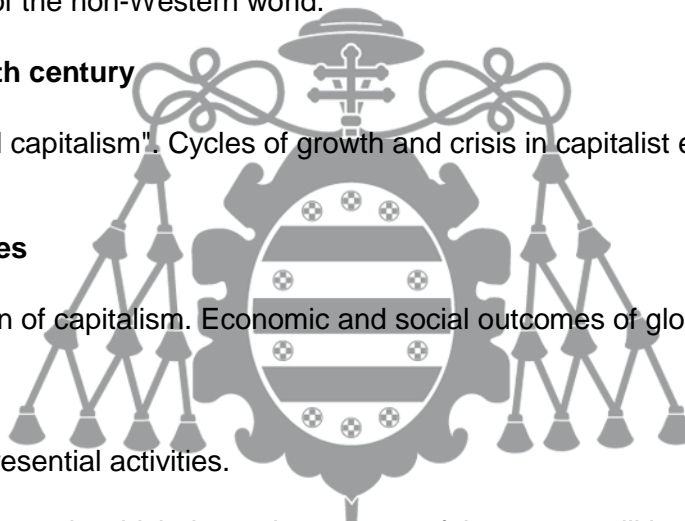 of the non-Western world.
th century
l capitalism". Cycles of growth and crisis in capitalist e
es
n of capitalism. Economic and social outcomes of glo
resential activities.